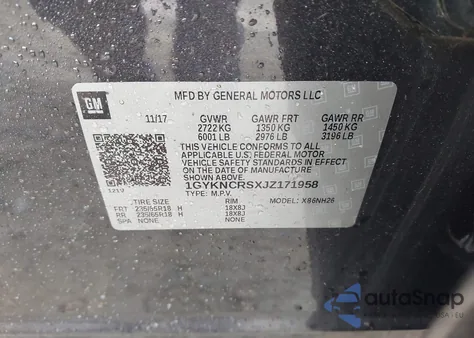 GM
MFD BY GENERAL MOTORS LLC
11/17 GVWR GAWR FRT GAWR RR
2722 KG 1350 KG 1450 KG
6001 LB 2976 LB 3196 LB
THIS VEHICLE CONFORMS TO ALL
APPLICABLE U.S. FEDERAL MOTOR
VEHICLE SAFETY STANDARDS IN EFFECT
ON THE DATE OF MANUFACTURE
SHOWN ABOVE.
1GYKNCRSXJZ171958
TYPE: M.P.V. MODEL: X86NH26
1219
TIRE SIZE RIM
FRT 235/65R18 H 18X8J
RR 235/65R18 H 18X8J
SPA NONE NONE
autoSnap